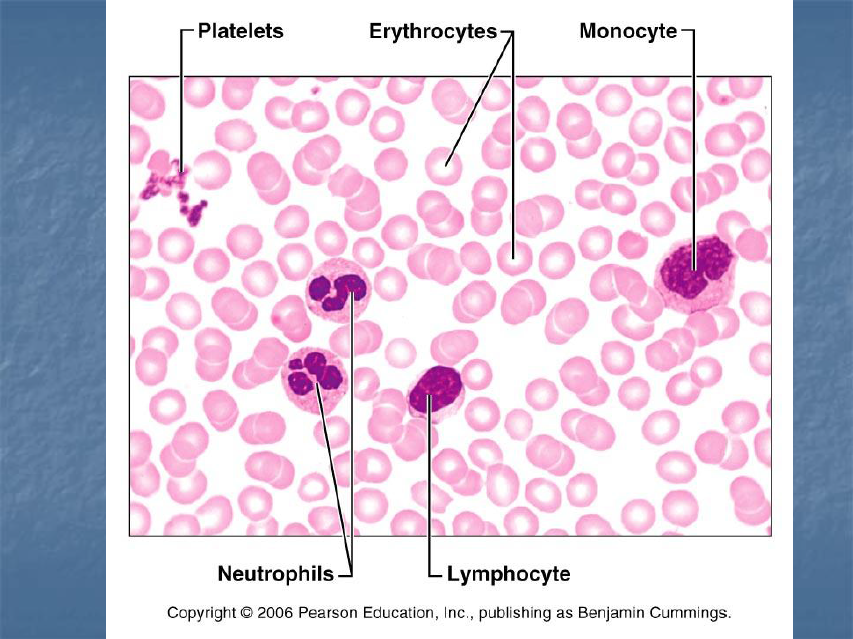 Platelets
Erythrocytes
Monocyte
Neutrophils
Lymphocyte
Copyright © 2006 Pearson Education, Inc., publishing as Benjamin Cummings.